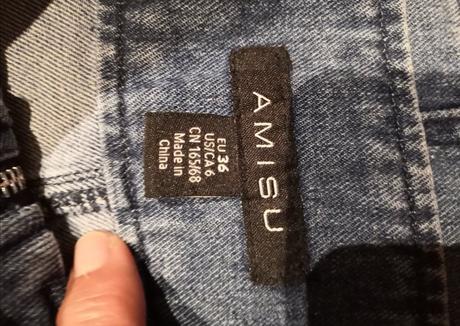 AMISU
EU 36
US/CA 6
CN 165/68
Made in
China